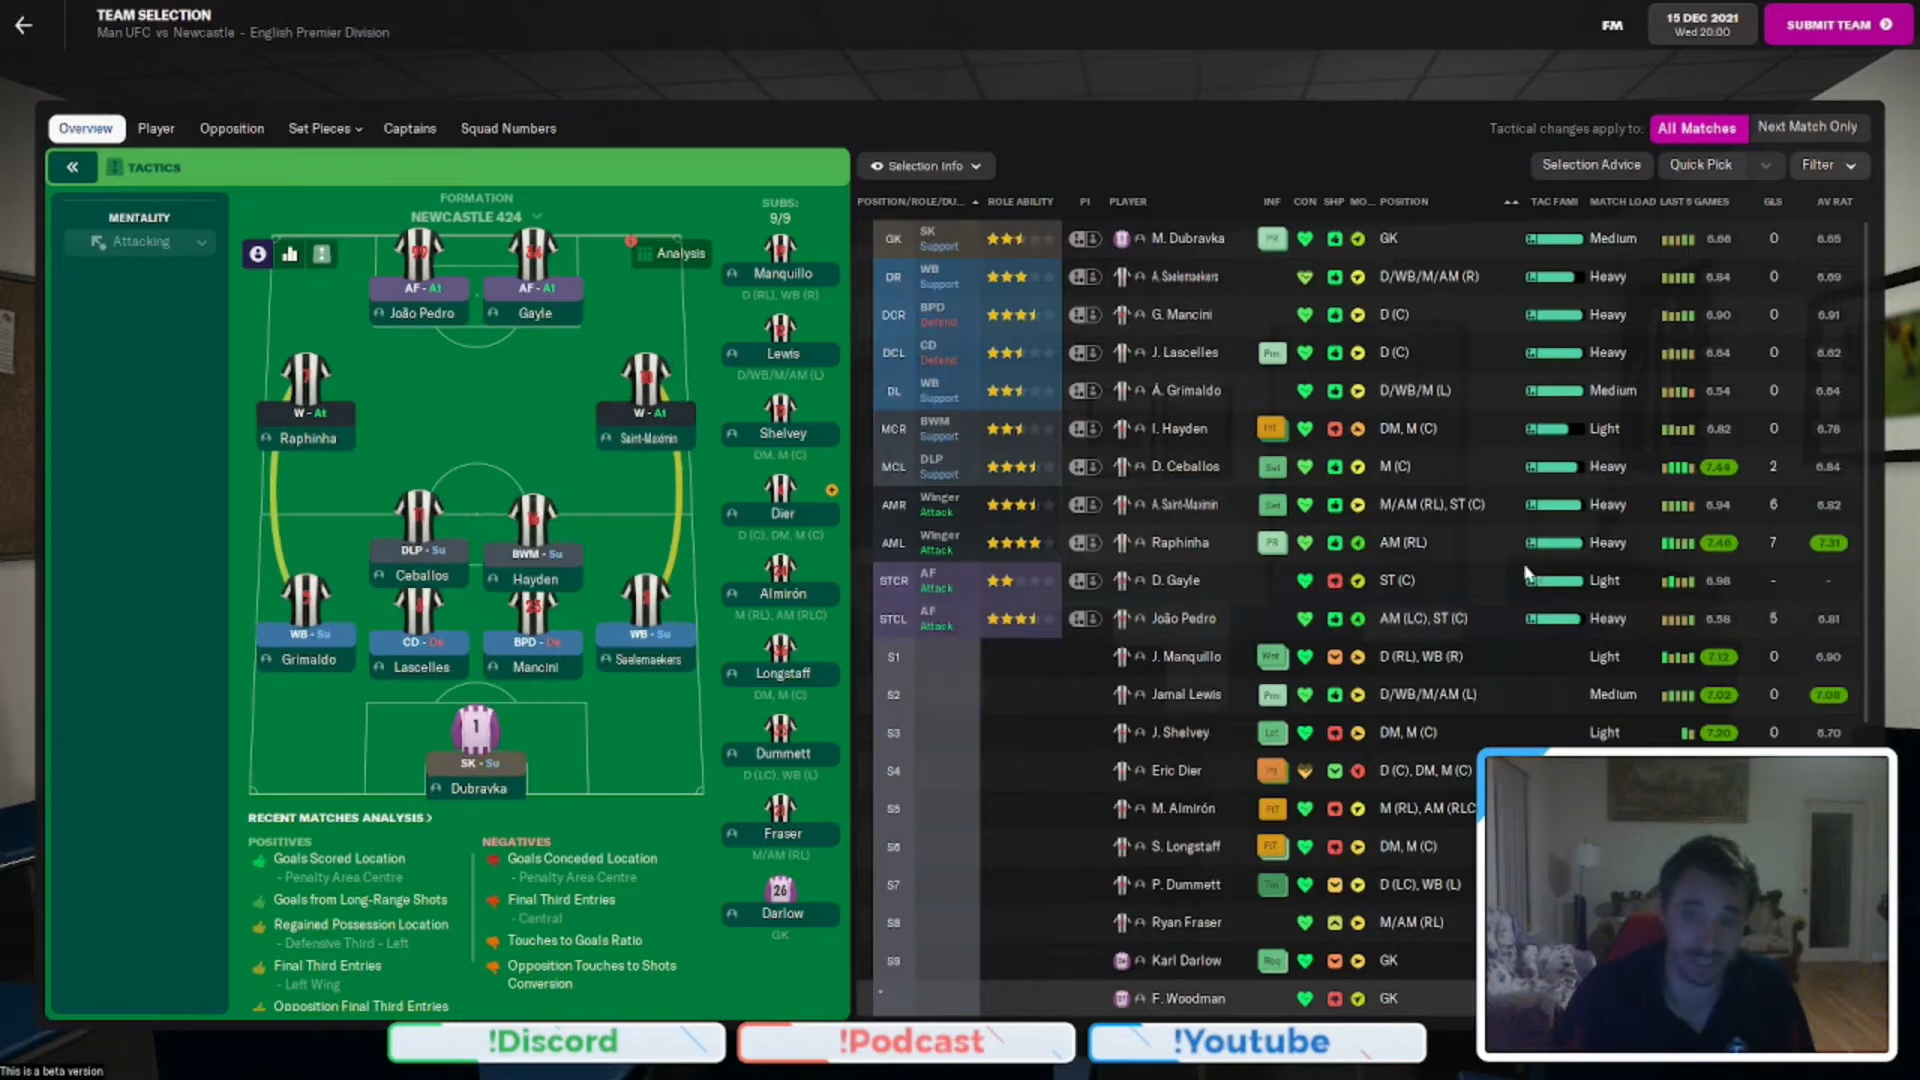 TEAM SELECTION
Man UFC vs Newcastle - English Premier Division
FM
15 DEC 2021
Wed 20:00
SUBMIT TEAM
Overview
Player
Opposition
Set Pieces
Captains
Squad Numbers
Tactical changes apply to:
All Matches
Next Match Only
TACTICS
Selection Info
Selection Advice
Quick Pick
Filter
MENTALITY
Attacking
FORMATION
NEWCASTLE 424
SUBS:
9/9
Analysis
AF - At
João Pedro
AF - At
Gayle
W - At
Raphinha
W - At
Saint-Maximin
DLP - Su
Ceballos
BWM - Su
Hayden
WB - Su
Grimaldo
CD - De
Lascelles
BPD - De
Mancini
WB - Su
Saelemaekers
1
SK - Su
Dubravka
Manquillo
D (RL), WB (R)
Lewis
D/WB/M/AM (L)
Shelvey
DM, M (C)
Dier
D (C), DM, M (C)
Almirón
M (RL), AM (RLC)
Longstaff
DM, M (C)
Dummett
D (LC), WB (L)
Fraser
M/AM (RL)
26
Darlow
GK
RECENT MATCHES ANALYSIS >
POSITIVES
Goals Scored Location
- Penalty Area Centre
Goals from Long-Range Shots
Regained Possession Location
- Defensive Third - Left
Final Third Entries
- Left Wing
Opposition Final Third Entries
NEGATIVES
Goals Conceded Location
- Penalty Area Centre
Final Third Entries
- Central
Touches to Goals Ratio
Opposition Touches to Shots
Conversion
POSITION/ROLE/DU... ROLE ABILITY PI PLAYER INF CON SHP MO... POSITION TAC FAMI MATCH LOAD LAST 5 GAMES GLS AV RAT
GK SK Support M. Dubravka PR GK Medium 6.66 0 6.65
DR WB Support A. Saelemaekers D/WB/M/AM (R) Heavy 6.84 0 6.69
DCR BPD Defend G. Mancini D (C) Heavy 6.90 0 6.91
DCL CD Defend J. Lascelles Prm D (C) Heavy 6.64 0 6.62
DL WB Support Á. Grimaldo D/WB/M (L) Medium 6.54 0 6.64
MCR BWM Support I. Hayden DM, M (C) Light 6.82 0 6.78
MCL DLP Support D. Ceballos Set M (C) Heavy 7.44 2 6.84
AMR Winger Attack A. Saint-Maximin Set M/AM (RL), ST (C) Heavy 6.94 6 6.82
AML Winger Attack Raphinha PR AM (RL) Heavy 7.46 7 7.31
STCR AF Attack D. Gayle ST (C) Light 6.98 - -
STCL AF Attack João Pedro AM (LC), ST (C) Heavy 6.58 5 6.81
S1 J. Manquillo Wnt D (RL), WB (R) Light 7.12 0 6.90
S2 Jamal Lewis Prm D/WB/M/AM (L) Medium 7.02 0 7.08
S3 J. Shelvey Lst DM, M (C) Light 7.20 0 6.70
S4 Eric Dier Inj D (C), DM, M (C)
S5 M. Almirón M (RL), AM (RLC
S6 S. Longstaff DM, M (C)
S7 P. Dummett D (LC), WB (L)
S8 Ryan Fraser M/AM (RL)
S9 Karl Darlow GK
F. Woodman GK
!Discord
!Podcast
!Youtube
This is a beta version